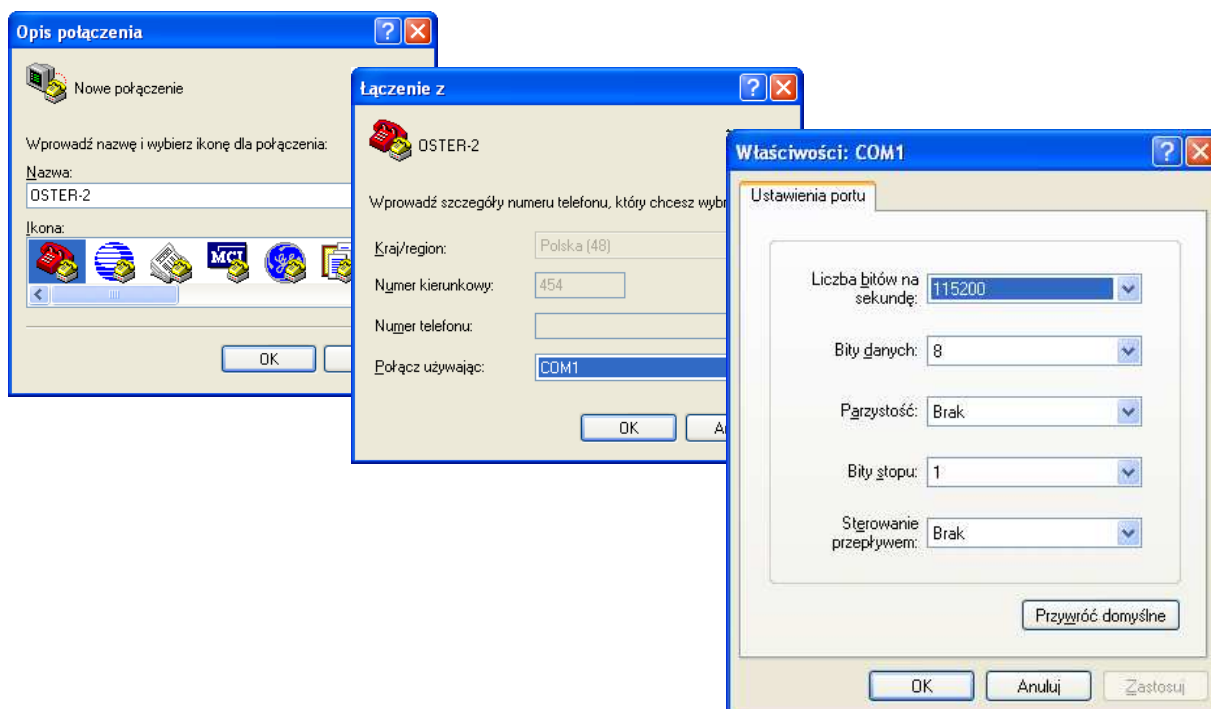 Opis połączenia
Nowe połączenie
Wprowadź nazwę i wybierz ikonę dla połączenia:
Nazwa:
OSTER-2
Ikona:
MCI
OK
Łączenie z
OSTER-2
Wprowadź szczegóły numeru telefonu, który chcesz wybr
Kraj/region:
Polska (48)
Numer kierunkowy:
454
Numer telefonu:
Połącz używając:
COM1
OK
A
Właściwości: COM1
Ustawienia portu
Liczba bitów na
sekundę:
115200
Bity danych:
8
Parzystość:
Brak
Bity stopu:
1
Sterowanie
przepływem:
Brak
Przywróć domyślne
OK
Anuluj
Zastosuj